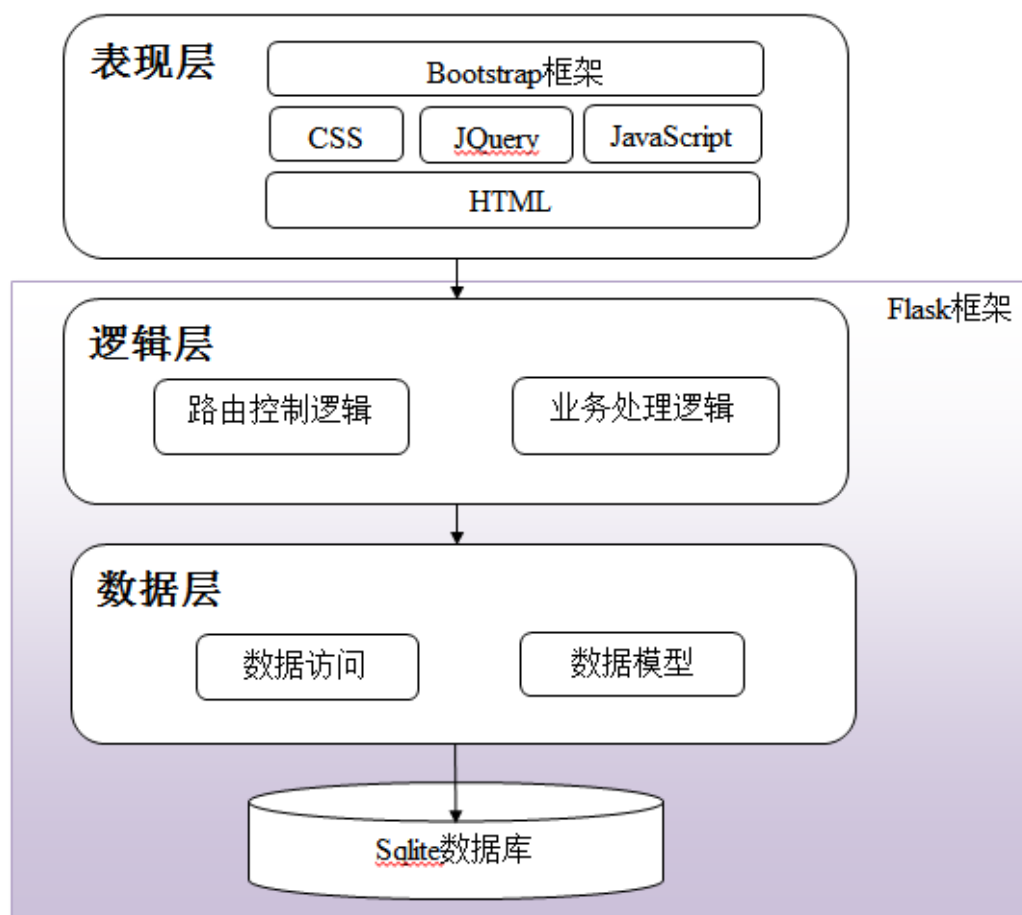 表现层
Bootstrap框架
CSS
JQuery
JavaScript
HTML
Flask框架
逻辑层
路由控制逻辑
业务处理逻辑
数据层
数据访问
数据模型
Sqlite数据库